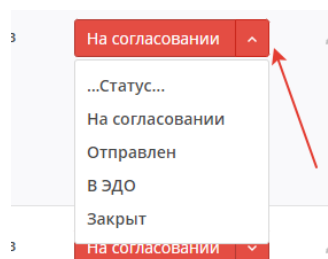 в
На согласовании
...Статус...
На согласовании
Отправлен
В ЭДО
Закрыт
в
На согласовании